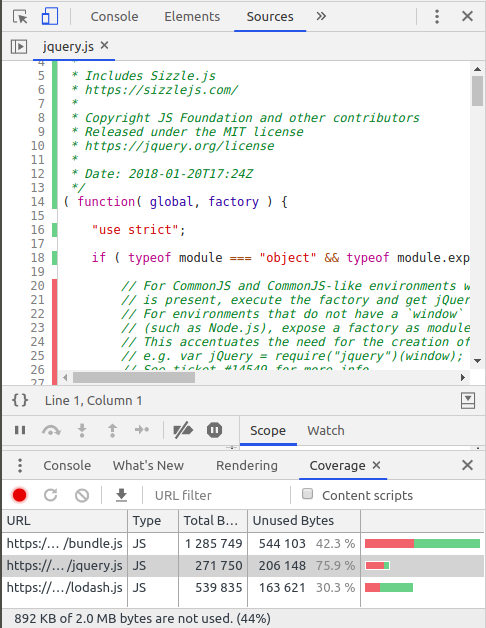 Console Elements Sources »
jquery.js ×
4 *
5 * Includes Sizzle.js
6 * https://sizzlejs.com/
7 *
8 * Copyright JS Foundation and other contributors
9 * Released under the MIT license
10 * https://jquery.org/license
11 *
12 * Date: 2018-01-20T17:24Z
13 */
14 ( function( global, factory ) {
15
16 "use strict";
17
18 if ( typeof module === "object" && typeof module.exp
19
20 // For CommonJS and CommonJS-like environments w
21 // is present, execute the factory and get jQuer
22 // For environments that do not have a `window`
23 // (such as Node.js), expose a factory as module
24 // This accentuates the need for the creation of
25 // e.g. var jQuery = require("jquery")(window);
26 // See ticket #14549 for more info.
27
{} Line 1, Column 1
Scope Watch
Console What's New Rendering Coverage ×
URL filter Content scripts
URL Type Total B... Unused Bytes
https:/… /bundle.js JS 1 285 749 544 103 42.3 %
https:/… /jquery.js JS 271 750 206 148 75.9 %
https:/… /lodash.js JS 539 835 163 621 30.3 %
892 KB of 2.0 MB bytes are not used. (44%)